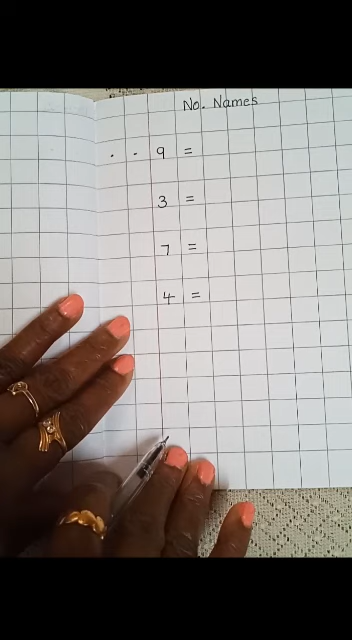 No. Names
. . 9 =
3 =
7 =
4 =